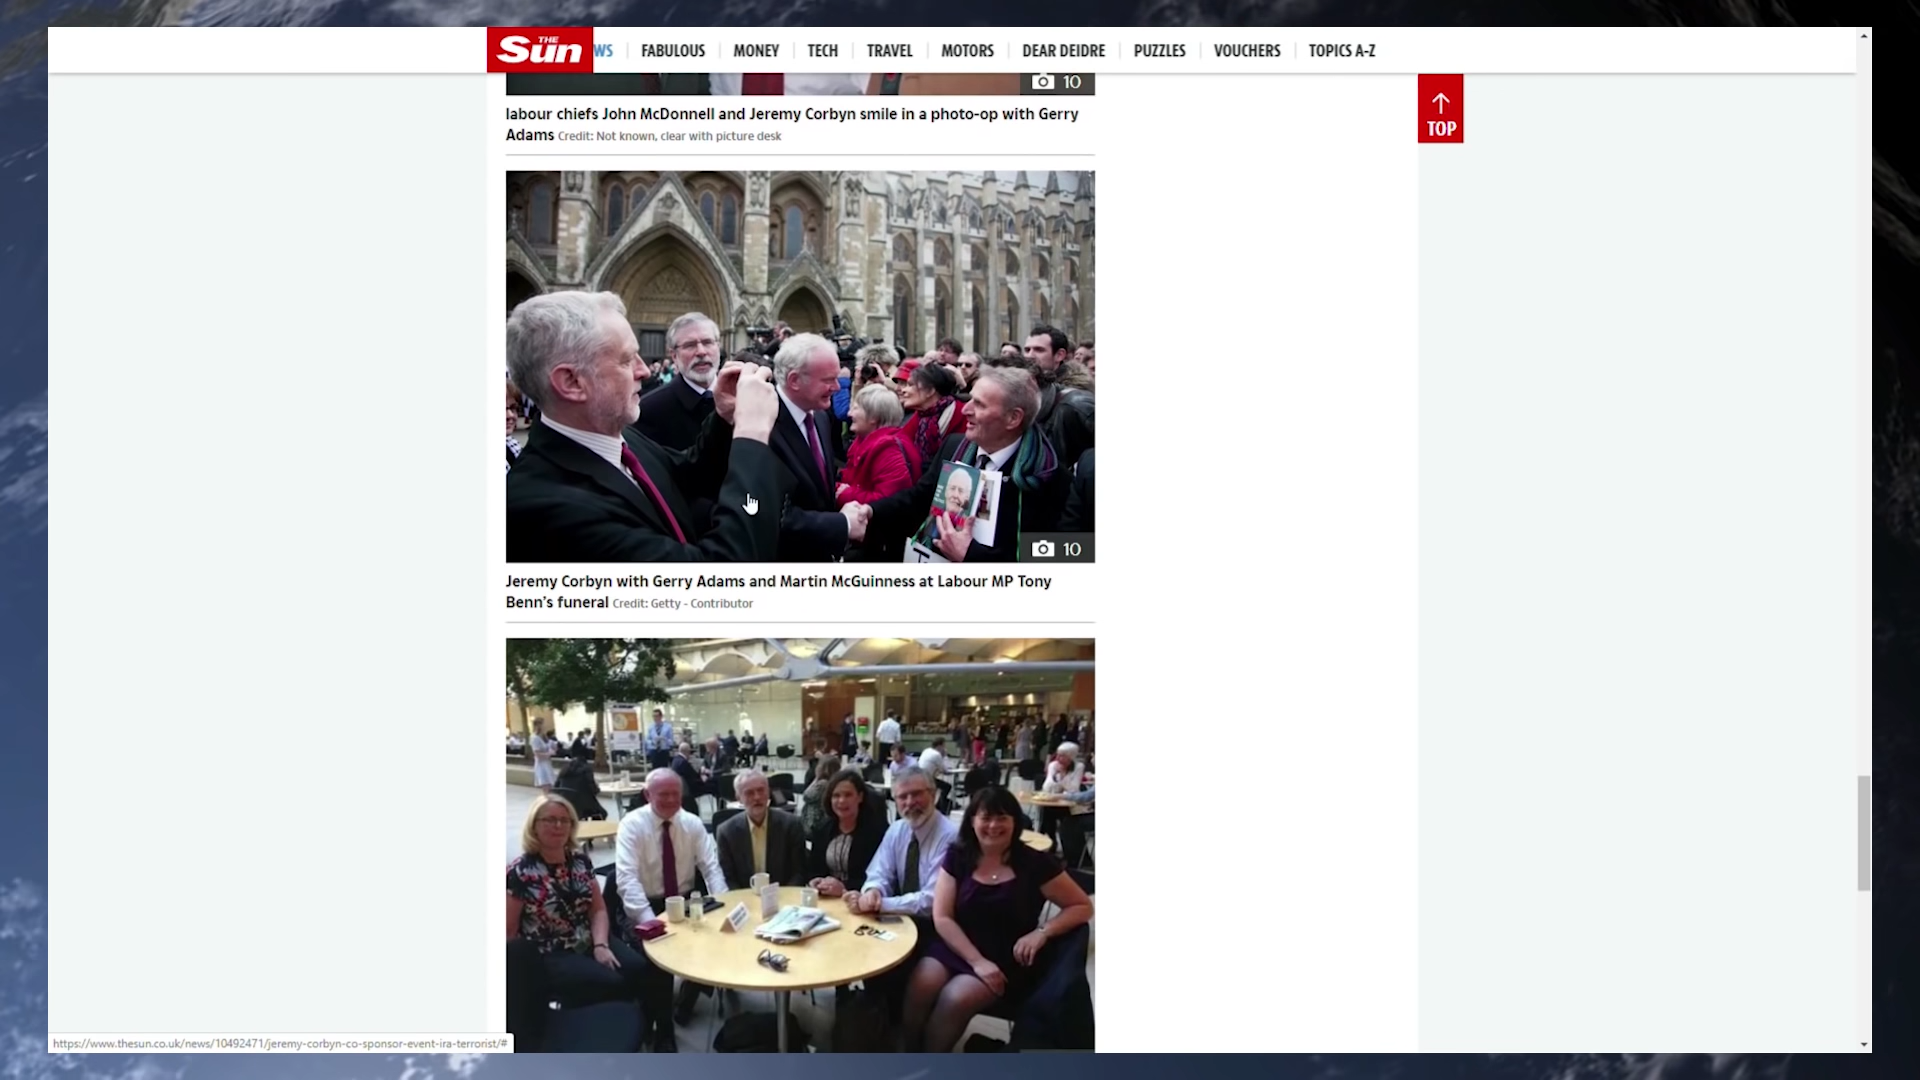 THE
Sun
WS
FABULOUS
MONEY
TECH
TRAVEL
MOTORS
DEAR DEIDRE
PUZZLES
VOUCHERS
TOPICS A-Z
10
TOP
labour chiefs John McDonnell and Jeremy Corbyn smile in a photo-op with Gerry
Adams Credit: Not known, clear with picture desk
10
Jeremy Corbyn with Gerry Adams and Martin McGuinness at Labour MP Tony
Benn's funeral Credit: Getty - Contributor
https://www.thesun.co.uk/news/10492471/jeremy-corbyn-co-sponsor-event-ira-terrorist/#